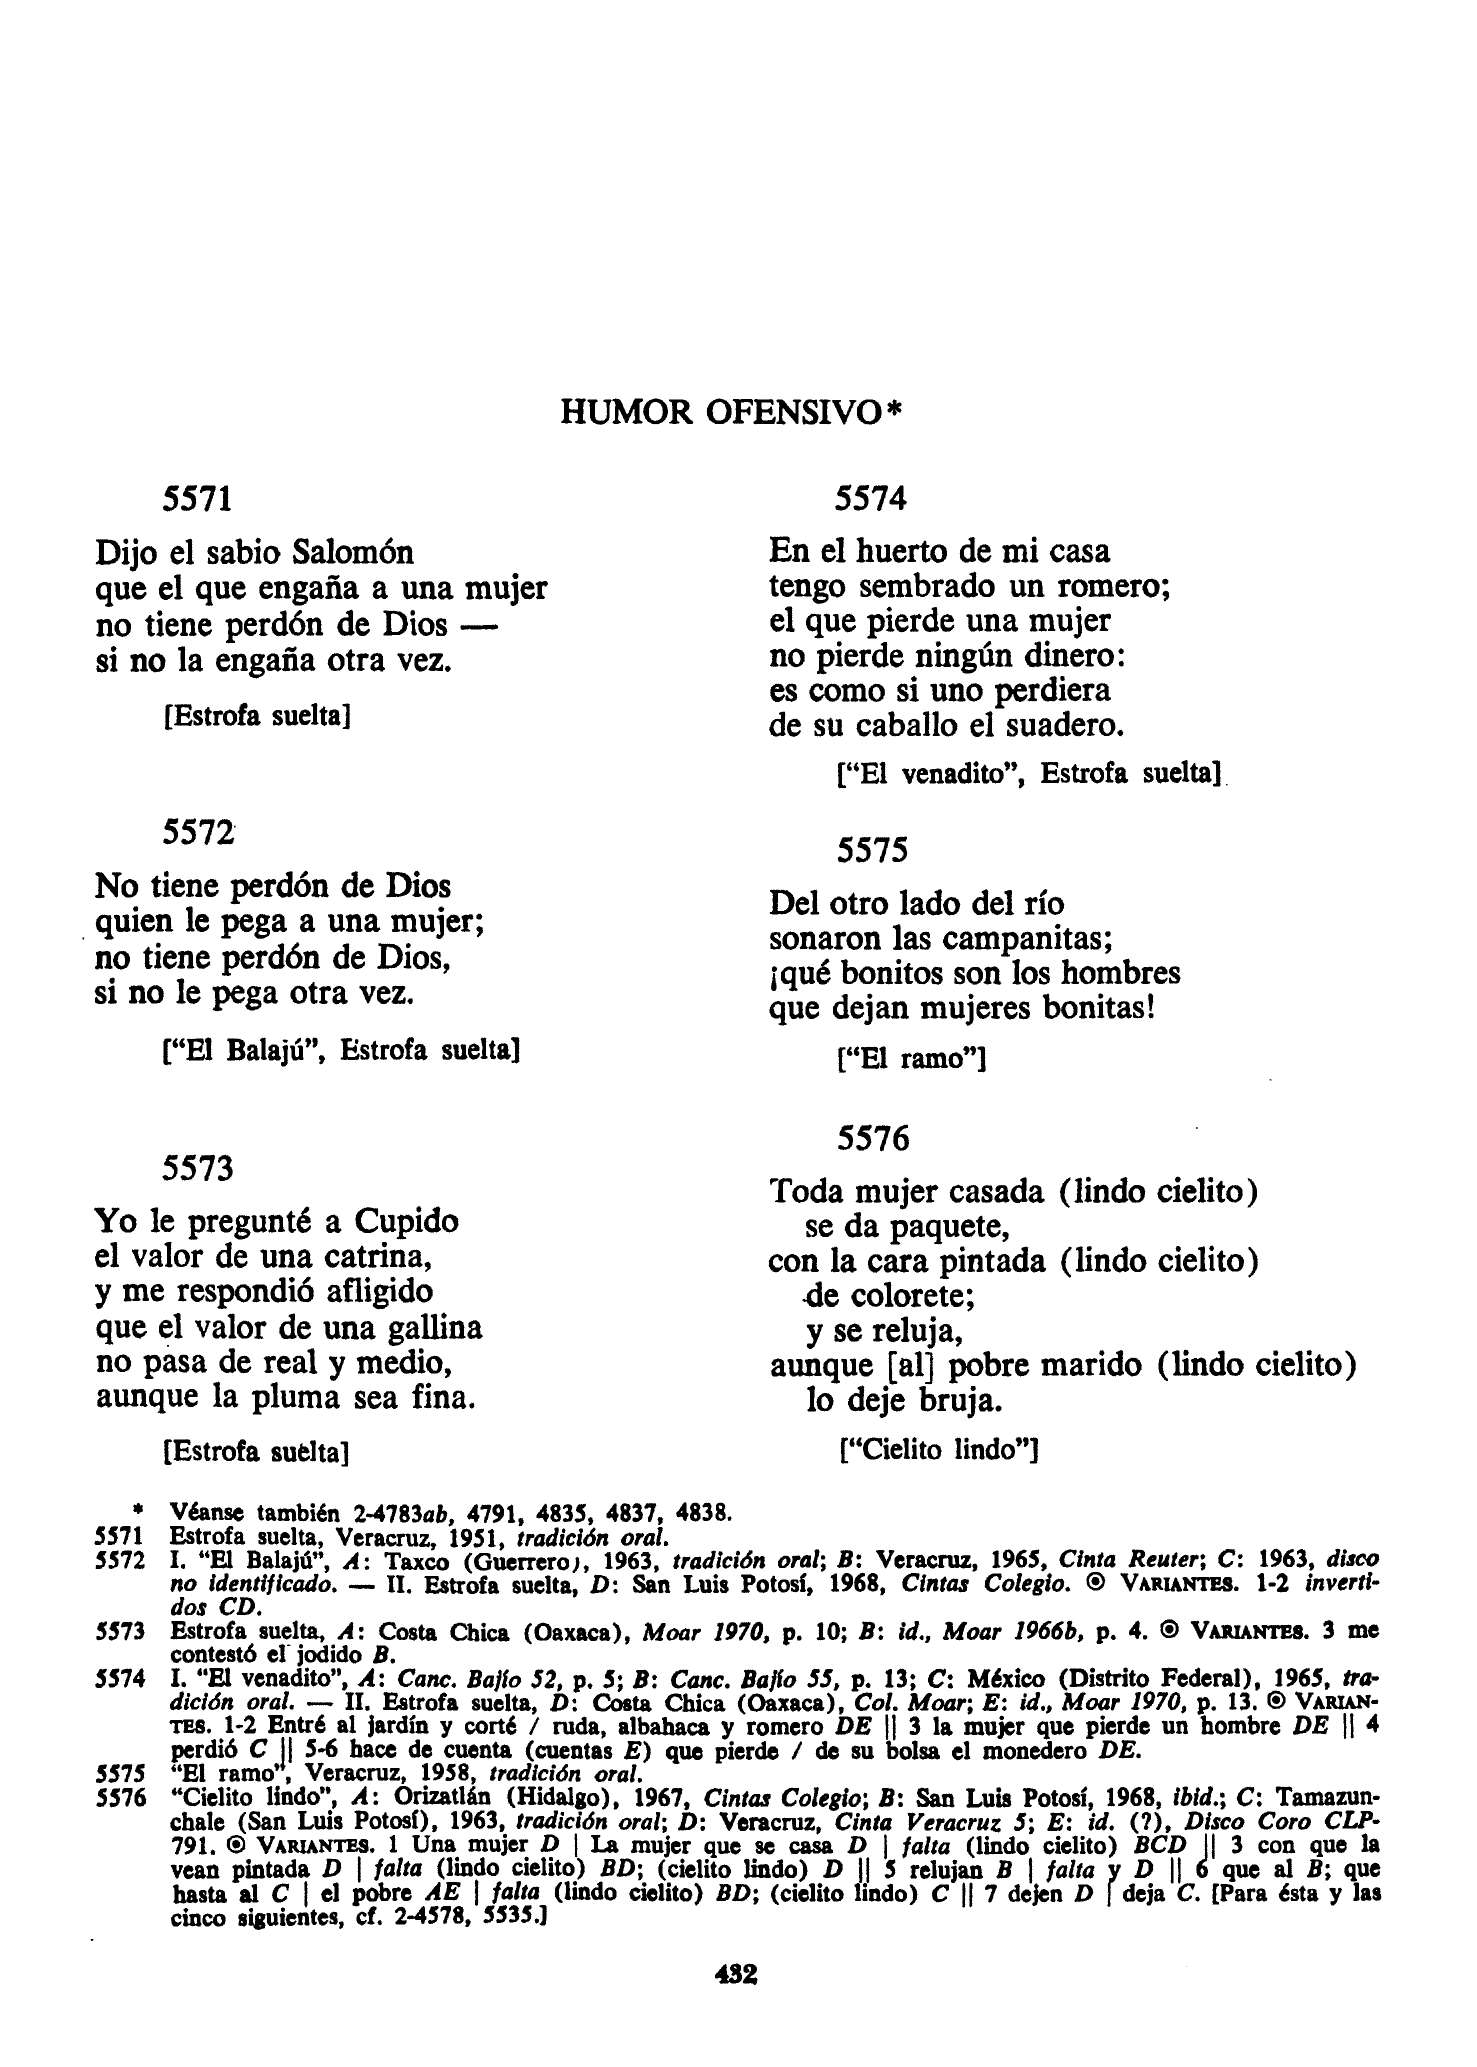 HUMOR OFENSIVO*
5571
Dijo el sabio Salomón
que el que engaña a una mujer
no tiene perdón de Dios —
si no la engaña otra vez.
[Estrofa suelta]
5572
No tiene perdón de Dios
quien le pega a una mujer;
no tiene perdón de Dios,
si no le pega otra vez.
[“El Balajú”, Estrofa suelta]
5573
Yo le pregunté a Cupido
el valor de una catrina,
y me respondió afligido
que el valor de una gallina
no pasa de real y medio,
aunque la pluma sea fina.
[Estrofa suelta]
5574
En el huerto de mi casa
tengo sembrado un romero;
el que pierde una mujer
no pierde ningún dinero:
es como si uno perdiera
de su caballo el suadero.
[“El venadito”, Estrofa suelta]
5575
Del otro lado del río
sonaron las campanitas;
¡qué bonitos son los hombres
que dejan mujeres bonitas!
[“El ramo”]
5576
Toda mujer casada (lindo cielito)
se da paquete,
con la cara pintada (lindo cielito)
de colorete;
y se reluja,
aunque [al] pobre marido (lindo cielito)
lo deje bruja.
[“Cielito lindo”]
* Véanse también 2-4783ab, 4791, 4835, 4837, 4838.
5571 Estrofa suelta, Veracruz, 1951, tradición oral.
5572 I. “El Balajú”, A: Taxco (Guerrero), 1963, tradición oral; B: Veracruz, 1965, Cinta Reuter; C: 1963, disco
no identificado. — II. Estrofa suelta, D: San Luis Potosí, 1968, Cintas Colegio. ® VARIANTES. 1-2 inverti-
dos CD.
5573 Estrofa suelta, A: Costa Chica (Oaxaca), Moar 1970, p. 10; B: id., Moar 1966b, p. 4. ® VARIANTES. 3 me
contestó el jodido B.
5574 I. “El venadito”, A: Canc. Bajío 52, p. 5; B: Canc. Bajío 55, p. 13; C: México (Distrito Federal), 1965, tra-
dición oral. — II. Estrofa suelta, D: Costa Chica (Oaxaca), Col. Moar; E: id., Moar 1970, p. 13. ® VARIAN-
TES. 1-2 Entré al jardín y corté / ruda, albahaca y romero DE || 3 la mujer que pierde un hombre DE || 4
perdió C || 5-6 hace de cuenta (cuentas E) que pierde / de su bolsa el monedero DE.
5575 “El ramo”, Veracruz, 1958, tradición oral.
5576 “Cielito lindo”, A: Orizatlán (Hidalgo), 1967, Cintas Colegio; B: San Luis Potosí, 1968, ibid.; C: Tamazun-
chale (San Luis Potosí), 1963, tradición oral; D: Veracruz, Cinta Veracruz 5; E: id. (?), Disco Coro CLP-
791. ® VARIANTES. 1 Una mujer D | La mujer que se casa D | falta (lindo cielito) BCD || 3 con que la
vean pintada D | falta (lindo cielito) BD; (cielito lindo) D || 5 relujan B | falta y D || 6 que al B; que
hasta al C | el pobre AE | falta (lindo cielito) BD; (cielito lindo) C || 7 dejen D | deja C. [Para ésta y las
cinco siguientes, cf. 2-4578, 5535.]
432